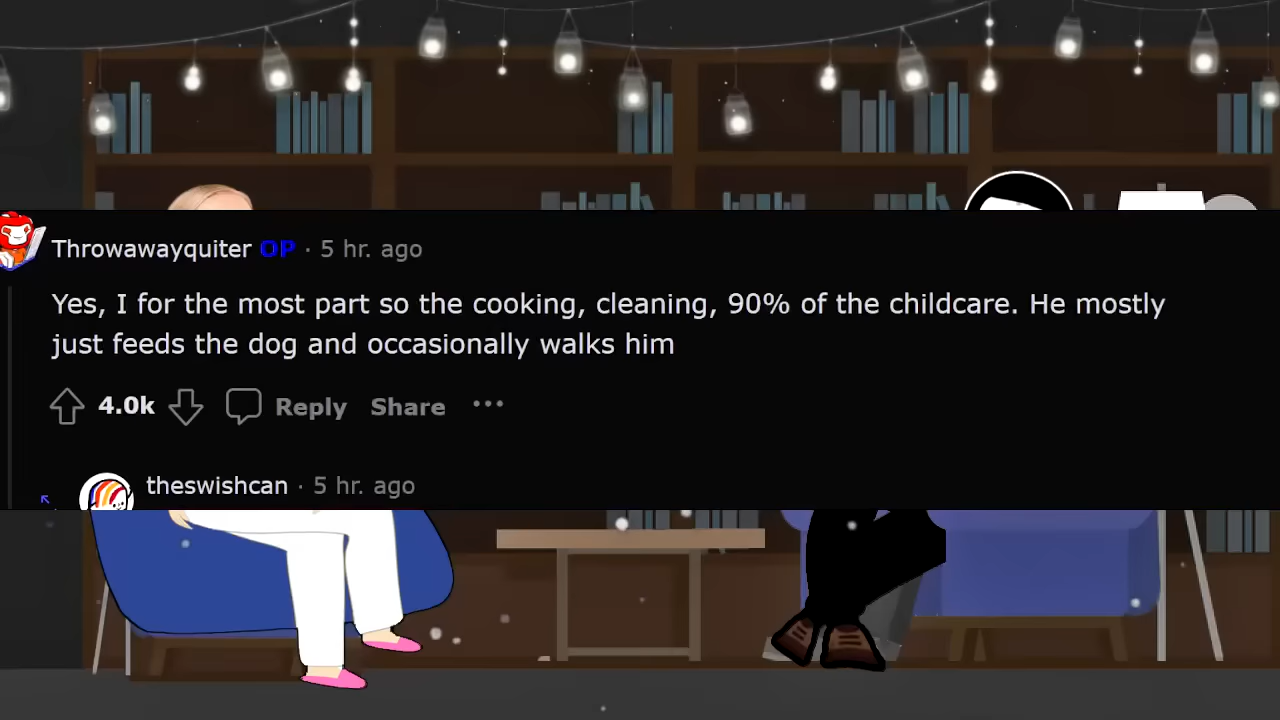 Throwawayquiter OP · 5 hr. ago
Yes, I for the most part so the cooking, cleaning, 90% of the childcare. He mostly
just feeds the dog and occasionally walks him
4.0k Reply Share ···
theswishcan · 5 hr. ago